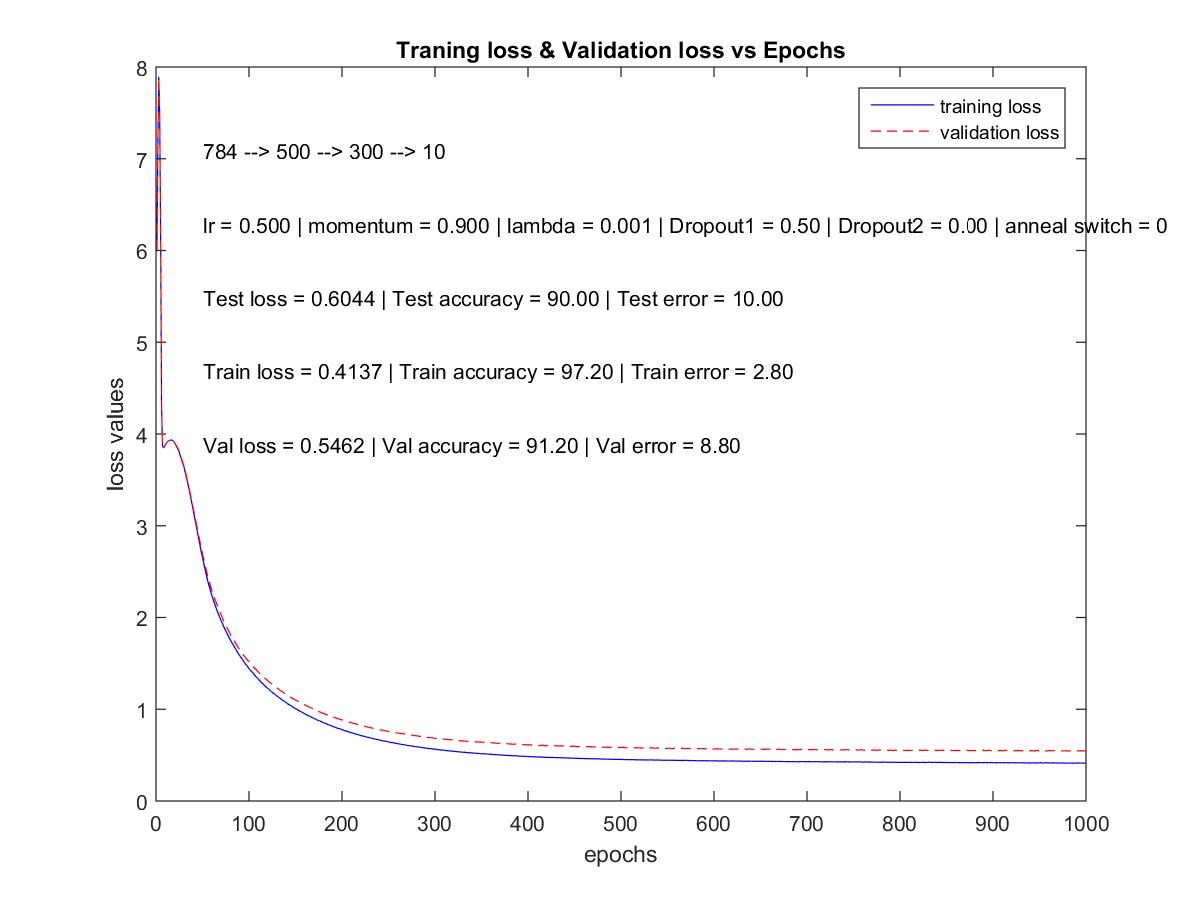 Traning loss & Validation loss vs Epochs
8
training loss
validation loss
7
784 --> 500 --> 300 --> 10
lr = 0.500 | momentum = 0.900 | lambda = 0.001 | Dropout1 = 0.50 | Dropout2 = 0.00 | anneal switch = 0
6
Test loss = 0.6044 | Test accuracy = 90.00 | Test error = 10.00
5
Train loss = 0.4137 | Train accuracy = 97.20 | Train error = 2.80
4
Val loss = 0.5462 | Val accuracy = 91.20 | Val error = 8.80
loss values
3
2
1
0
0 100 200 300 400 500 600 700 800 900 1000
epochs